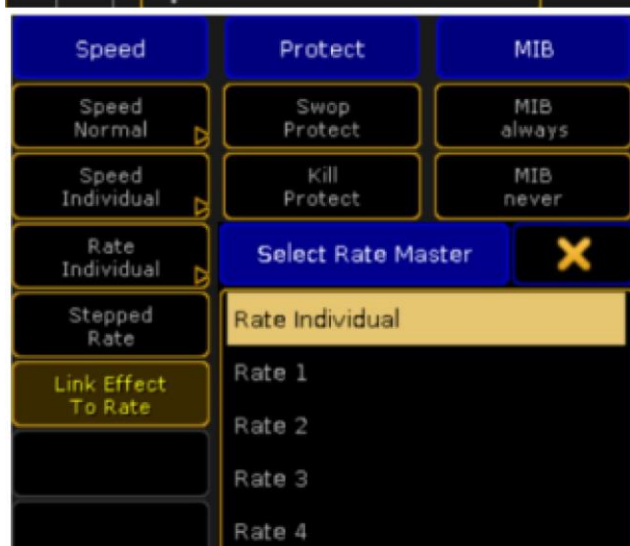 Speed
Protect
MIB
Speed
Normal
Swop
Protect
MIB
always
Speed
Individual
Kill
Protect
MIB
never
Rate
Individual
Select Rate Master
Stepped
Rate
Rate Individual
Link Effect
To Rate
Rate 1
Rate 2
Rate 3
Rate 4